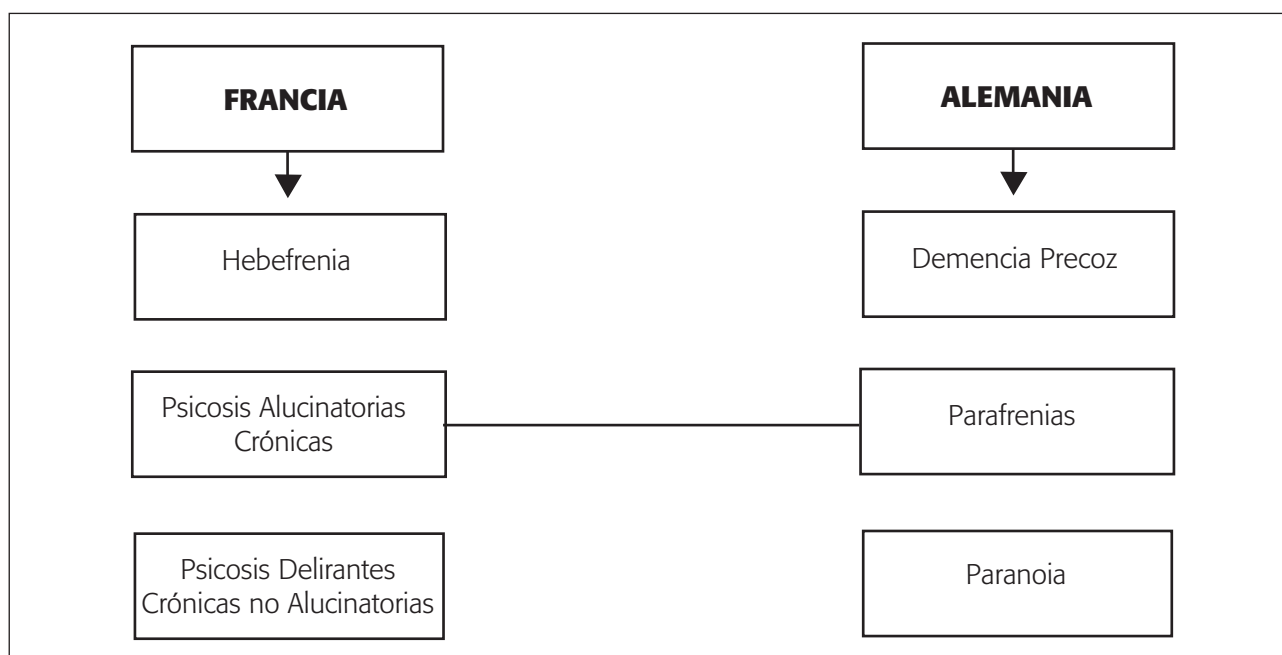 FRANCIA
ALEMANIA
Hebefrenia
Demencia Precoz
Psicosis Alucinatorias
Crónicas
Parafrenias
Psicosis Delirantes
Crónicas no Alucinatorias
Paranoia